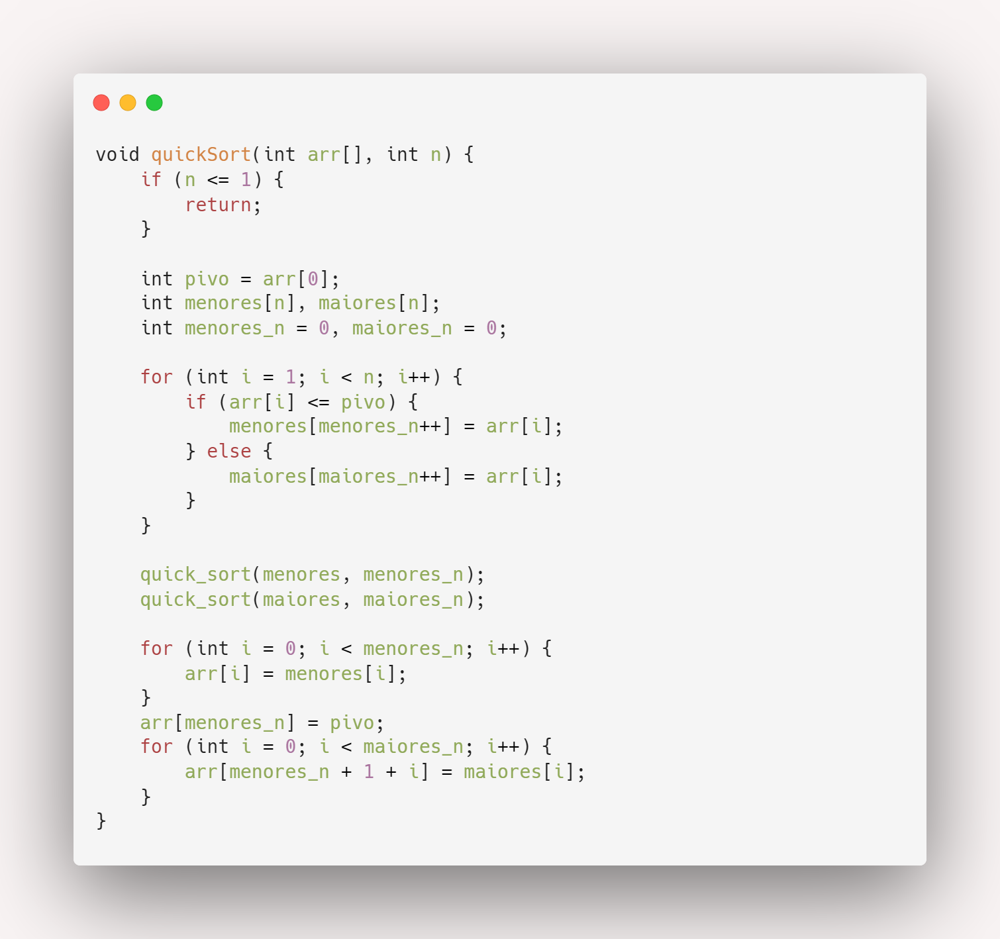 void quickSort(int arr[], int n) {
    if (n <= 1) {
        return;
    }

    int pivo = arr[0];
    int menores[n], maiores[n];
    int menores_n = 0, maiores_n = 0;

    for (int i = 1; i < n; i++) {
        if (arr[i] <= pivo) {
            menores[menores_n++] = arr[i];
        } else {
            maiores[maiores_n++] = arr[i];
        }
    }

    quick_sort(menores, menores_n);
    quick_sort(maiores, maiores_n);

    for (int i = 0; i < menores_n; i++) {
        arr[i] = menores[i];
    }
    arr[menores_n] = pivo;
    for (int i = 0; i < maiores_n; i++) {
        arr[menores_n + 1 + i] = maiores[i];
    }
}